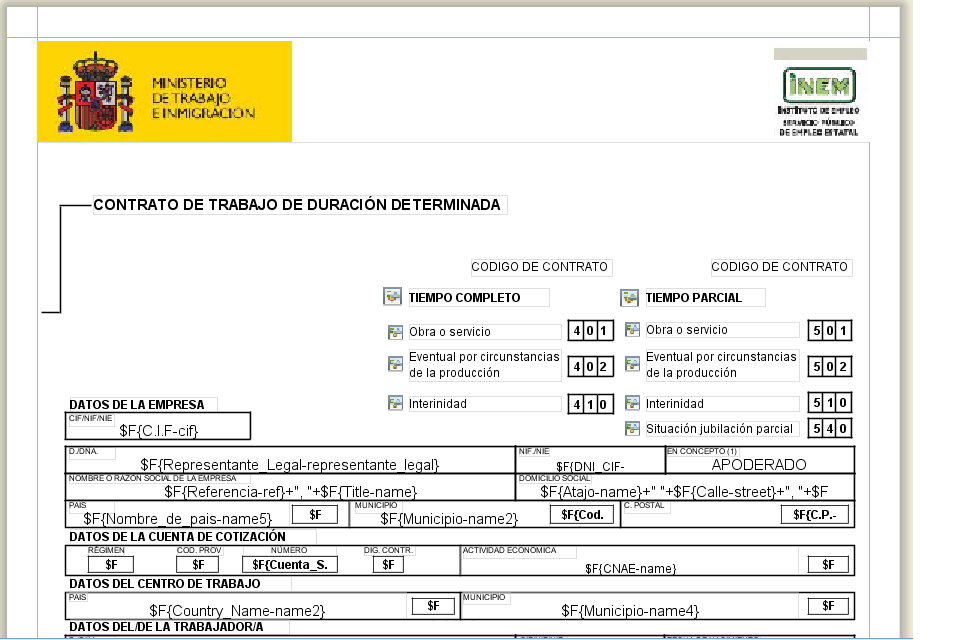 MINISTERIO
DE TRABAJO
E INMIGRACIÓN
INEM
INSTITUTO DE EMPLEO
SERVICIO PÚBLICO
DE EMPLEO ESTATAL
CONTRATO DE TRABAJO DE DURACIÓN DETERMINADA
CODIGO DE CONTRATO CODIGO DE CONTRATO
TIEMPO COMPLETO TIEMPO PARCIAL
Obra o servicio 4 0 1 Obra o servicio 5 0 1
Eventual por circunstancias
de la producción 4 0 2
Eventual por circunstancias
de la producción 5 0 2
Interinidad 4 1 0 Interinidad 5 1 0
Situación jubilación parcial 5 4 0
DATOS DE LA EMPRESA
CIF/NIF/NIE
$F{C.I.F-cif}
D./DNA. NIF./NIE EN CONCEPTO (1)
$F{Representante_Legal-representante_legal} $F{DNI_CIF- APODERADO
NOMBRE O RAZON SOCIAL DE LA EMPRESA DOMICILIO SOCIAL
$F{Referencia-ref}+", "+$F{Title-name} $F{Atajo-name}+" "+$F{Calle-street}+", "+$F
PAIS MUNICIPIO C. POSTAL
$F{Nombre_de_pais-name5} $F $F{Municipio-name2} $F{Cod. $F{C.P.-
DATOS DE LA CUENTA DE COTIZACIÓN
RÉGIMEN COD. PROV NÚMERO DIG. CONTR. ACTIVIDAD ECONÓMICA
$F $F $F{Cuenta_S. $F $F{CNAE-name} $F
DATOS DEL CENTRO DE TRABAJO
PAIS MUNICIPIO
$F{Country_Name-name2} $F $F{Municipio-name4} $F
DATOS DEL/DE LA TRABAJADOR/A